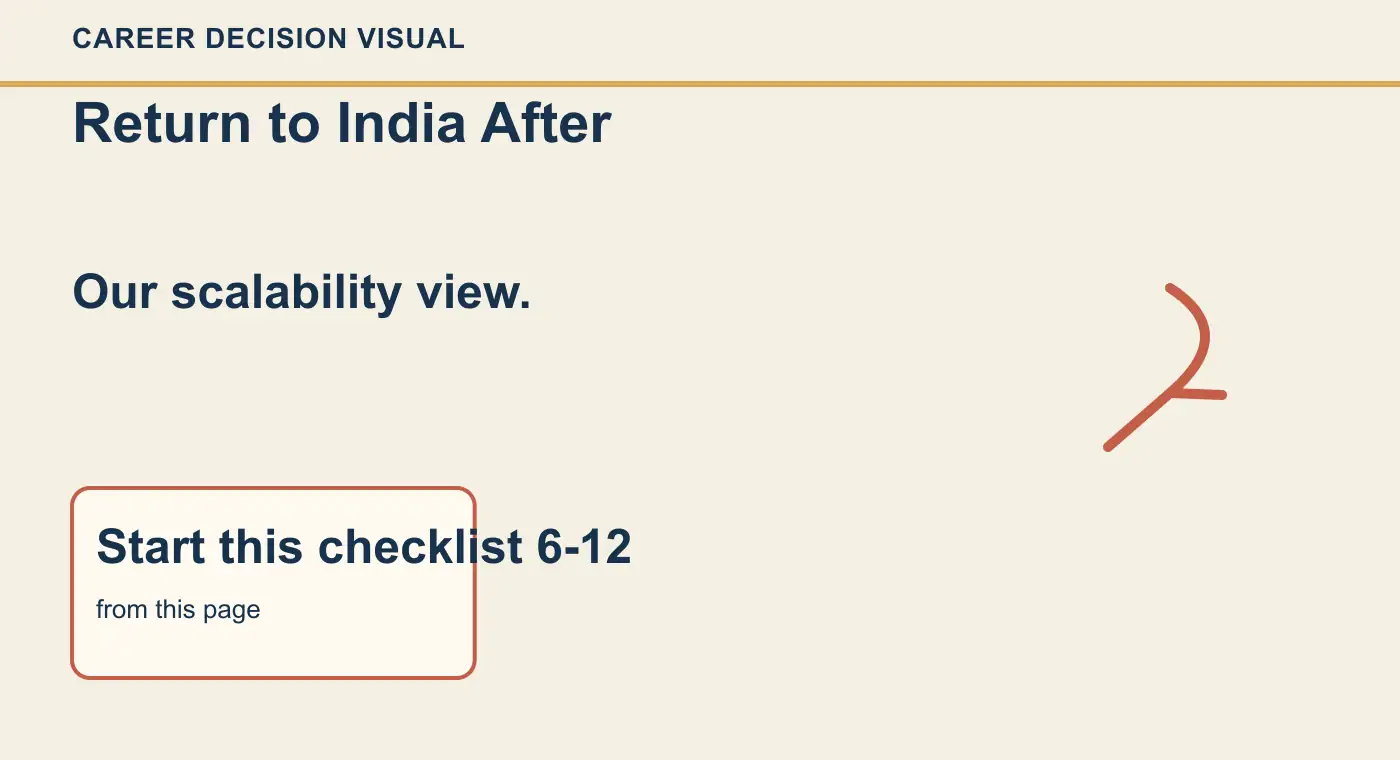 CAREER DECISION VISUAL
Return to India After
Our scalability view.
Start this checklist 6-12
from this page